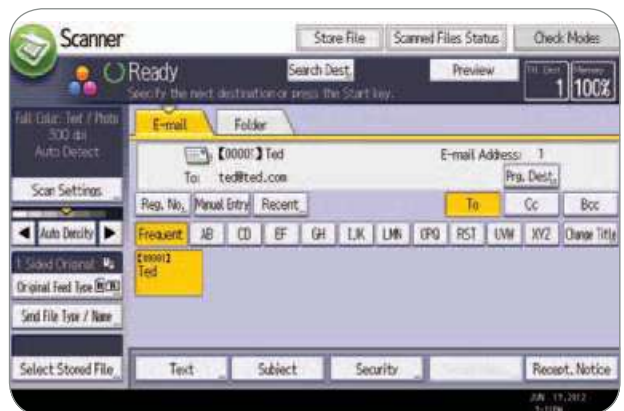 Scanner
Store File Scanned Files Status Check Modes
Ready Search Dest. Preview Memory
Specify the next destination or press the Start key. 1 100%
Full Color: Text / Photo
300 dpi
Auto Detect
E-mail Folder
【00001】Ted E-mail Address: 1
To: ted@ted.com
Prg. Dest.
Scan Settings
Reg. No. Manual Entry Recent To Cc Bcc
Auto Density Frequent AB CD EF GH IJK LMN OPQ RST UVW XYZ Change Title
1 Sided Original
[00001]
Ted
Original Feed Type
Send File Type / Name
Select Stored File Text Subject Security Recept. Notice
JUN 19,2012